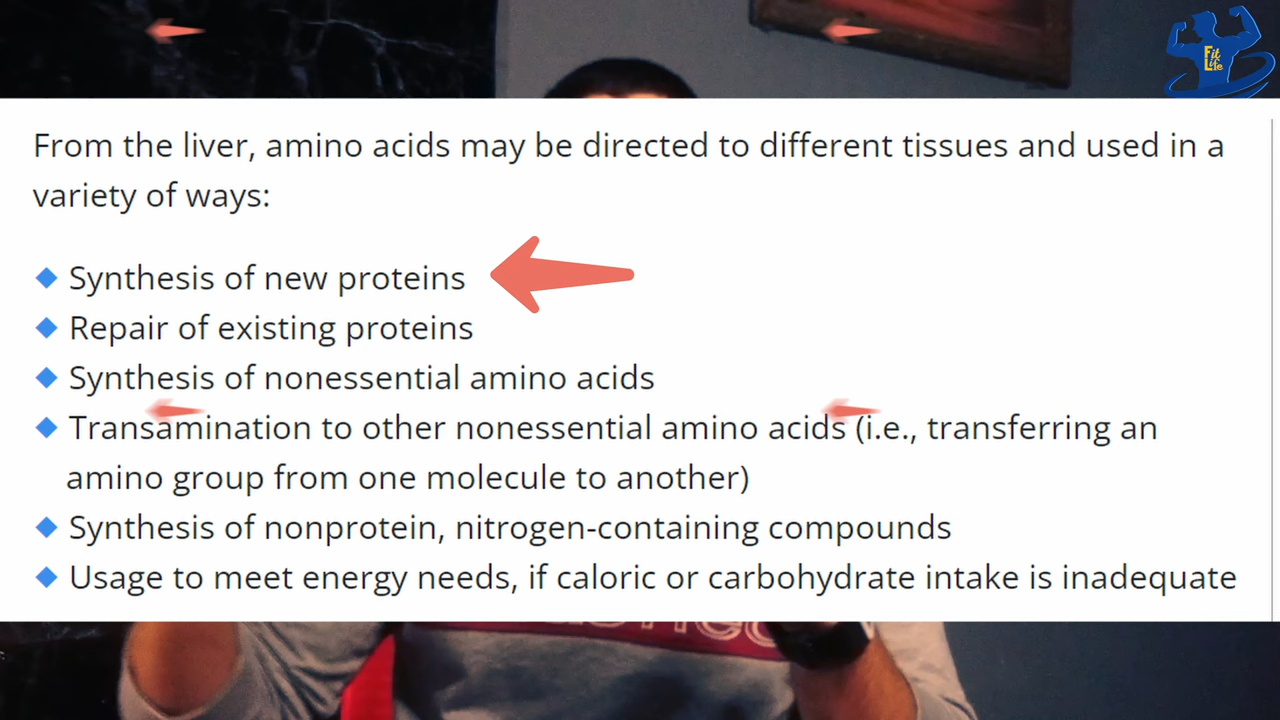 Fit
Life
From the liver, amino acids may be directed to different tissues and used in a
variety of ways:
Synthesis of new proteins
Repair of existing proteins
Synthesis of nonessential amino acids
Transamination to other nonessential amino acids (i.e., transferring an
amino group from one molecule to another)
Synthesis of nonprotein, nitrogen-containing compounds
Usage to meet energy needs, if caloric or carbohydrate intake is inadequate